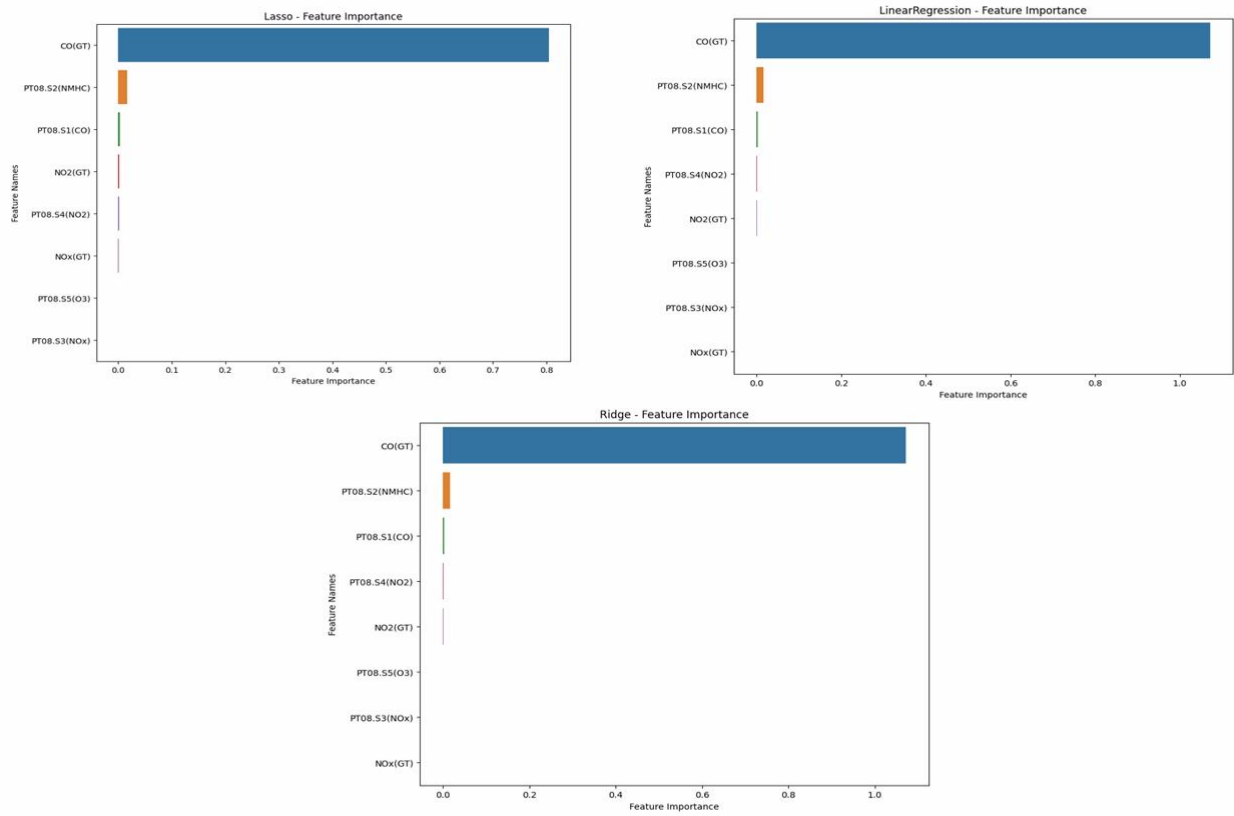 Lasso - Feature Importance
Feature Names
CO(GT)
PT08.S2(NMHC)
PT08.S1(CO)
NO2(GT)
PT08.S4(NO2)
NOx(GT)
PT08.S5(O3)
PT08.S3(NOx)
0.0 0.1 0.2 0.3 0.4 0.5 0.6 0.7 0.8
Feature Importance
LinearRegression - Feature Importance
Feature Names
CO(GT)
PT08.S2(NMHC)
PT08.S1(CO)
PT08.S4(NO2)
NO2(GT)
PT08.S5(O3)
PT08.S3(NOx)
NOx(GT)
0.0 0.2 0.4 0.6 0.8 1.0
Feature Importance
Ridge - Feature Importance
Feature Names
CO(GT)
PT08.S2(NMHC)
PT08.S1(CO)
PT08.S4(NO2)
NO2(GT)
PT08.S5(O3)
PT08.S3(NOx)
NOx(GT)
0.0 0.2 0.4 0.6 0.8 1.0
Feature Importance